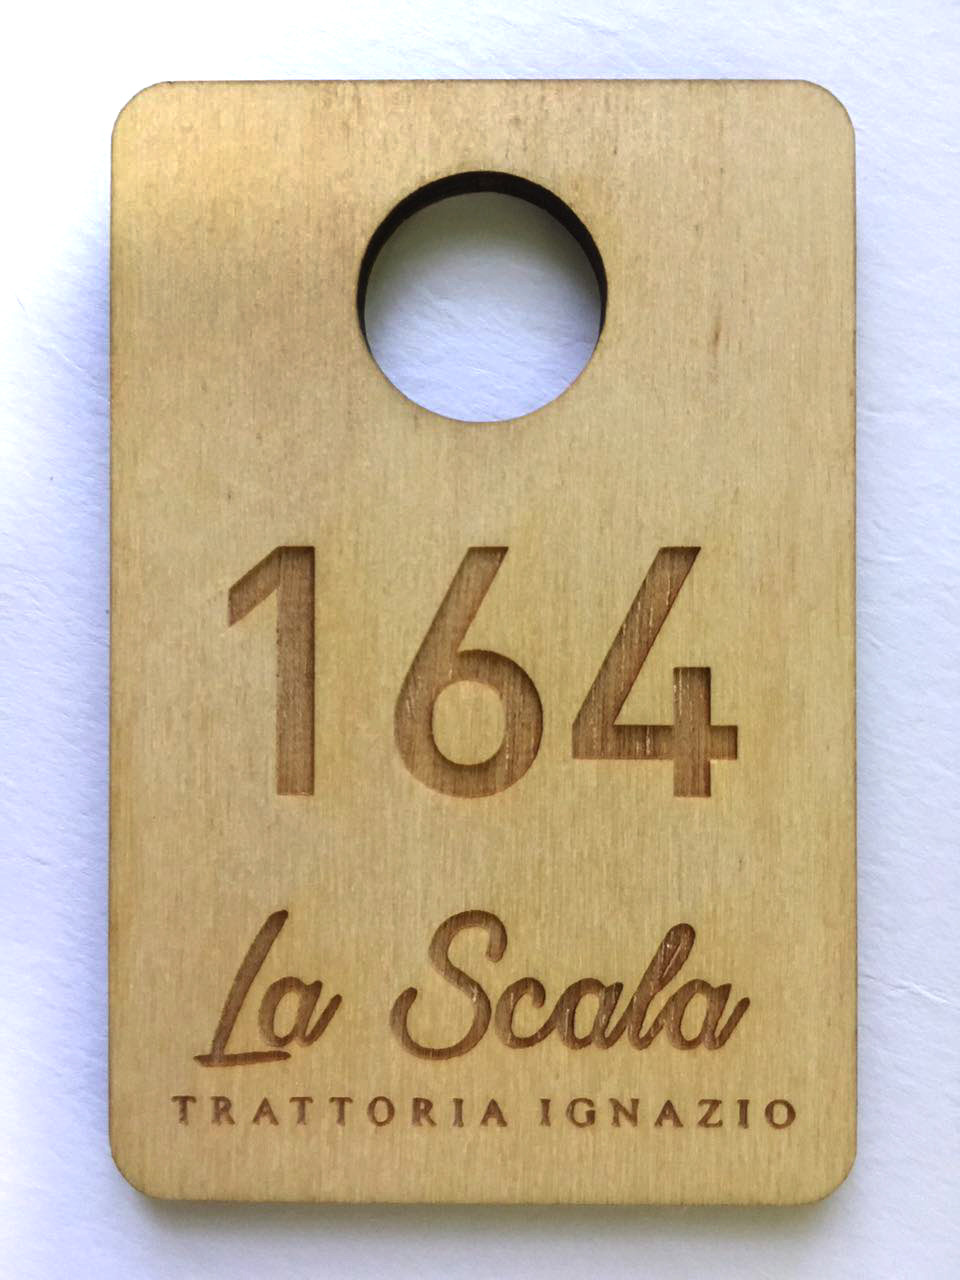 164
La Scala
TRATTORIA IGNAZIO